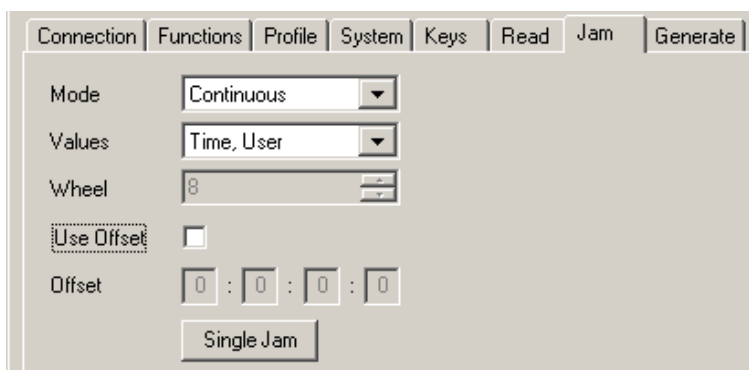 Connection Functions Profile System Keys Read Jam Generate
Mode Continuous
Values Time, User
Wheel 8
Use Offset
Offset 0 : 0 : 0 : 0
Single Jam